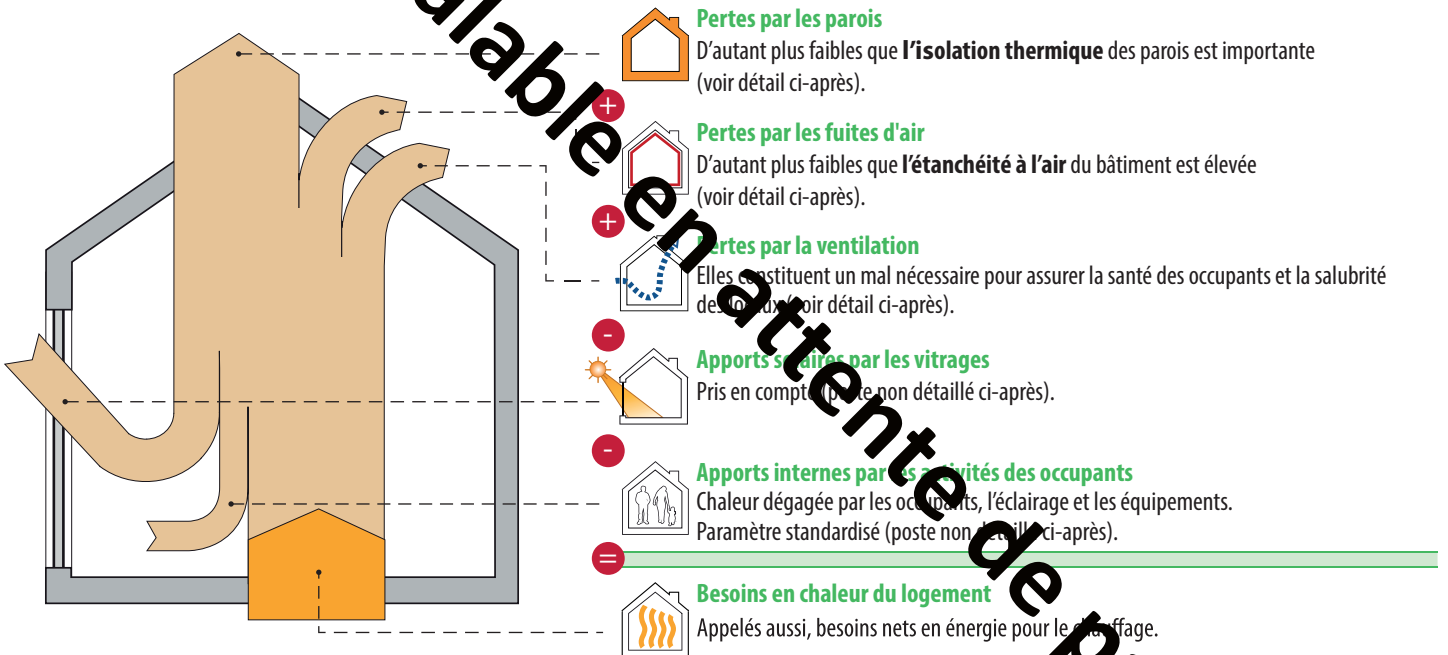 Pertes par les parois
D'autant plus faibles que l'isolation thermique des parois est importante
(voir détail ci-après).
+
Pertes par les fuites d'air
D'autant plus faibles que l'étanchéité à l'air du bâtiment est élevée
(voir détail ci-après).
+
Pertes par la ventilation
Elles constituent un mal nécessaire pour assurer la santé des occupants et la salubrité
des locaux (voir détail ci-après).
-
Apports solaires par les vitrages
Pris en compte (poste non détaillé ci-après).
-
Apports internes par les activités des occupants
Chaleur dégagée par les occupants, l'éclairage et les équipements.
Paramètre standardisé (poste non détaillé ci-après).
=
Besoins en chaleur du logement
Appelés aussi, besoins nets en énergie pour le chauffage.
alable en attente de